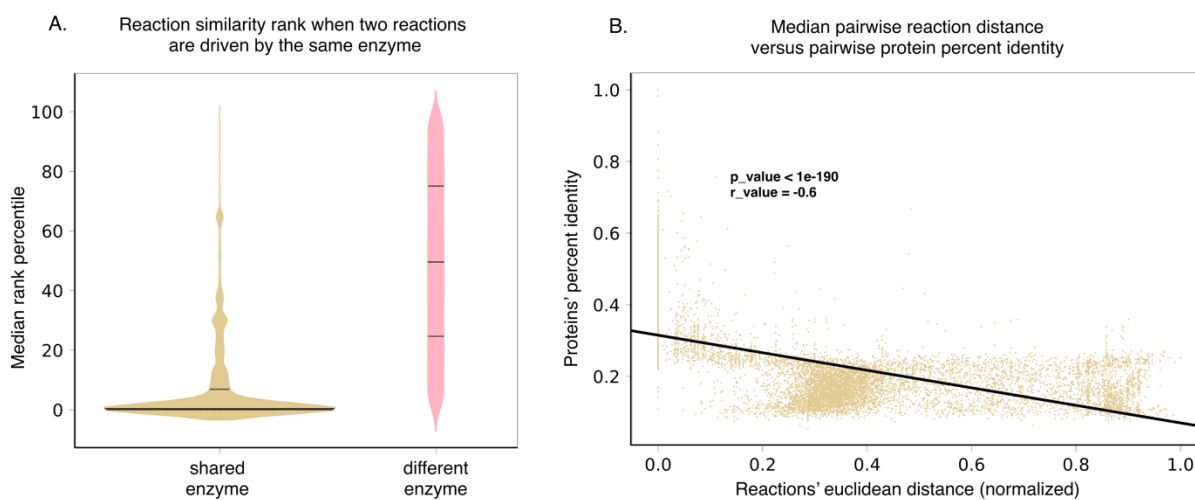 A.
Reaction similarity rank when two reactions
are driven by the same enzyme
Median rank percentile
100
80
60
40
20
0
shared
enzyme
different
enzyme
B.
Median pairwise reaction distance
versus pairwise protein percent identity
Proteins' percent identity
1.0
0.8
0.6
0.4
0.2
p_value < 1e-190
r_value = -0.6
0.0
0.2
0.4
0.6
0.8
1.0
Reactions' euclidean distance (normalized)